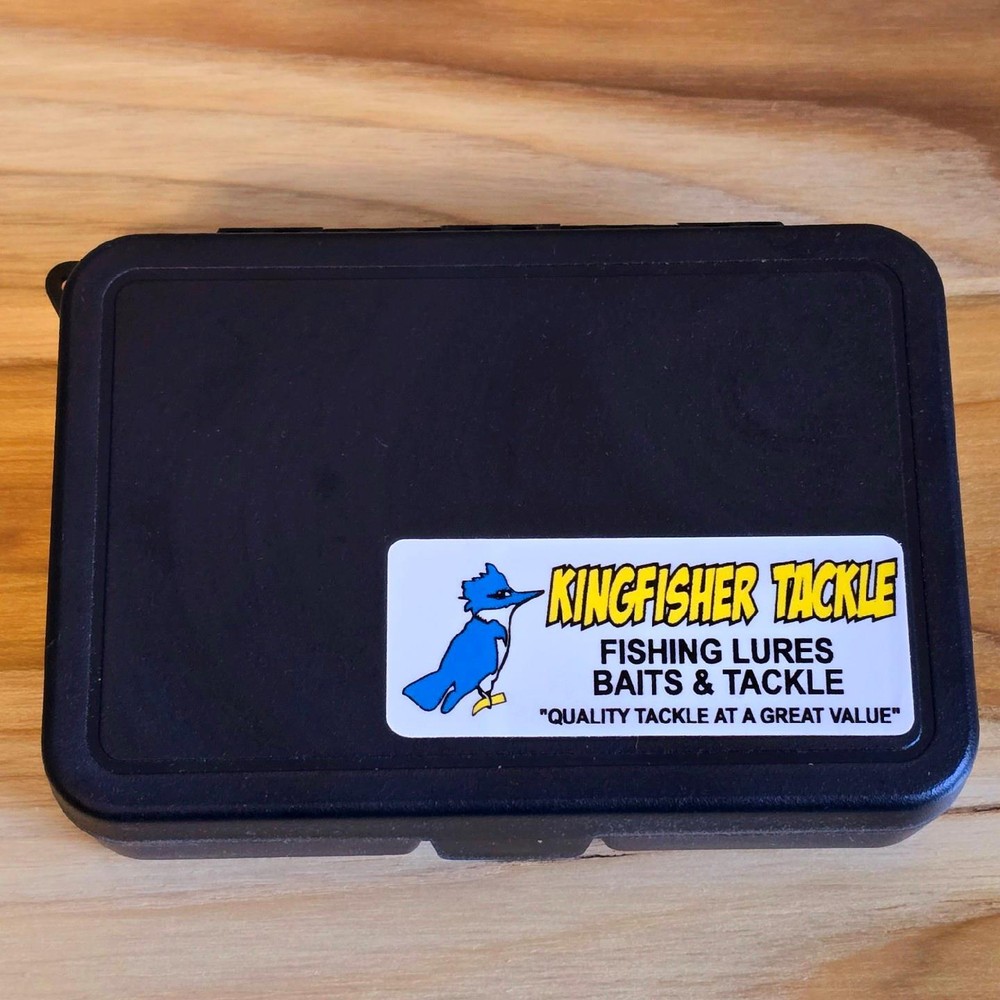 KINGFISHER TACKLE
FISHING LURES
BAITS & TACKLE
"QUALITY TACKLE AT A GREAT VALUE"